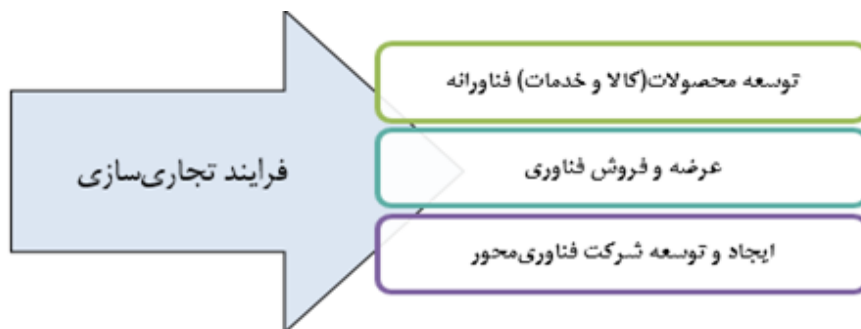 فرایند تجاری‌سازی
توسعه محصولات(کالا و خدمات) فناورانه
عرضه و فروش فناوری
ایجاد و توسعه شرکت فناوری‌محور